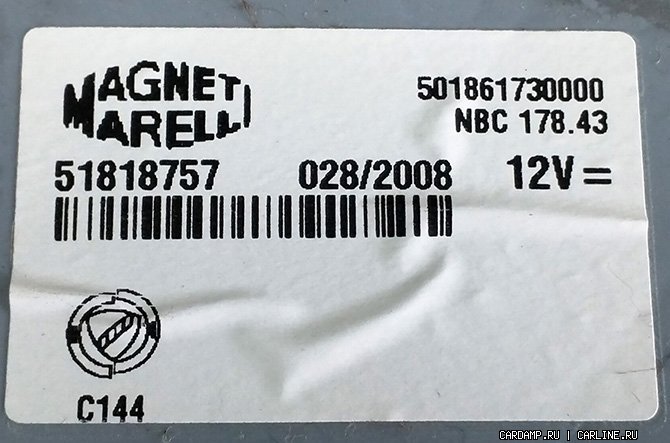 MAGNETI
MARELLI
501861730000
NBC 178.43
51818757 028/2008 12V =
C144
CARDAMP.RU | CARLINE.RU